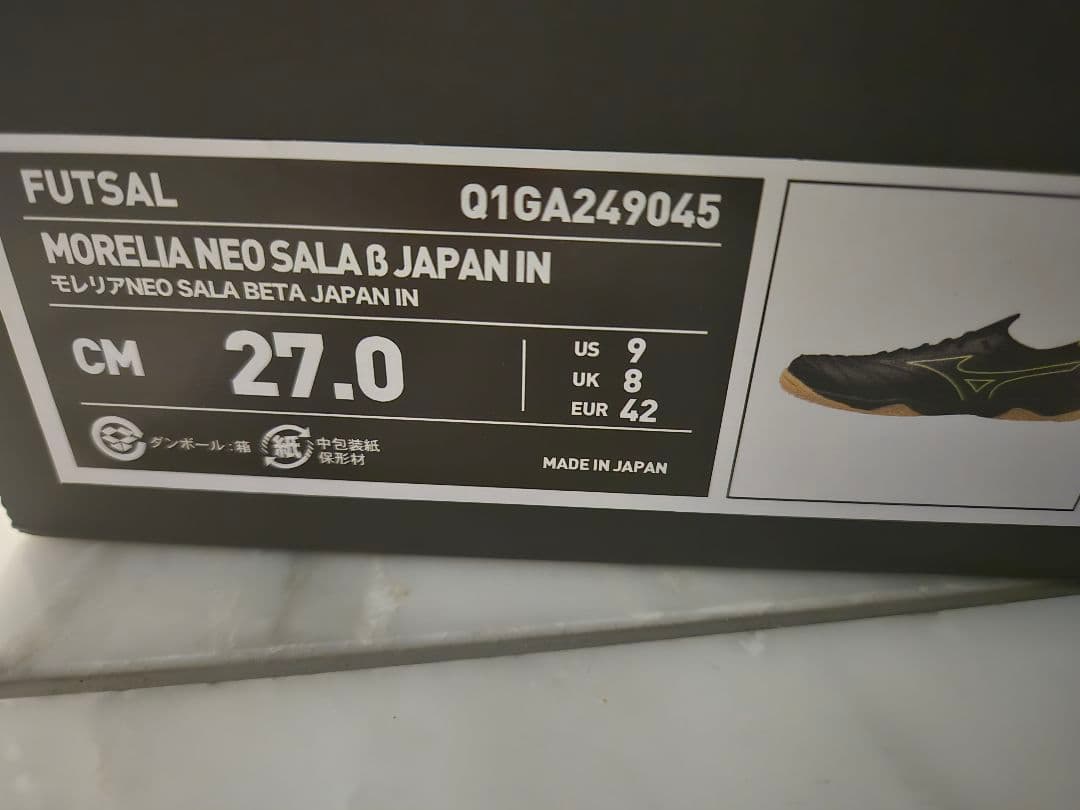 FUTSAL
Q1GA249045
MORELIA NEO SALA β JAPAN IN
モレリアNEO SALA BETA JAPAN IN
CM 27.0
US 9
UK 8
EUR 42
ダンボール:箱
紙
中包装紙
保形材
MADE IN JAPAN